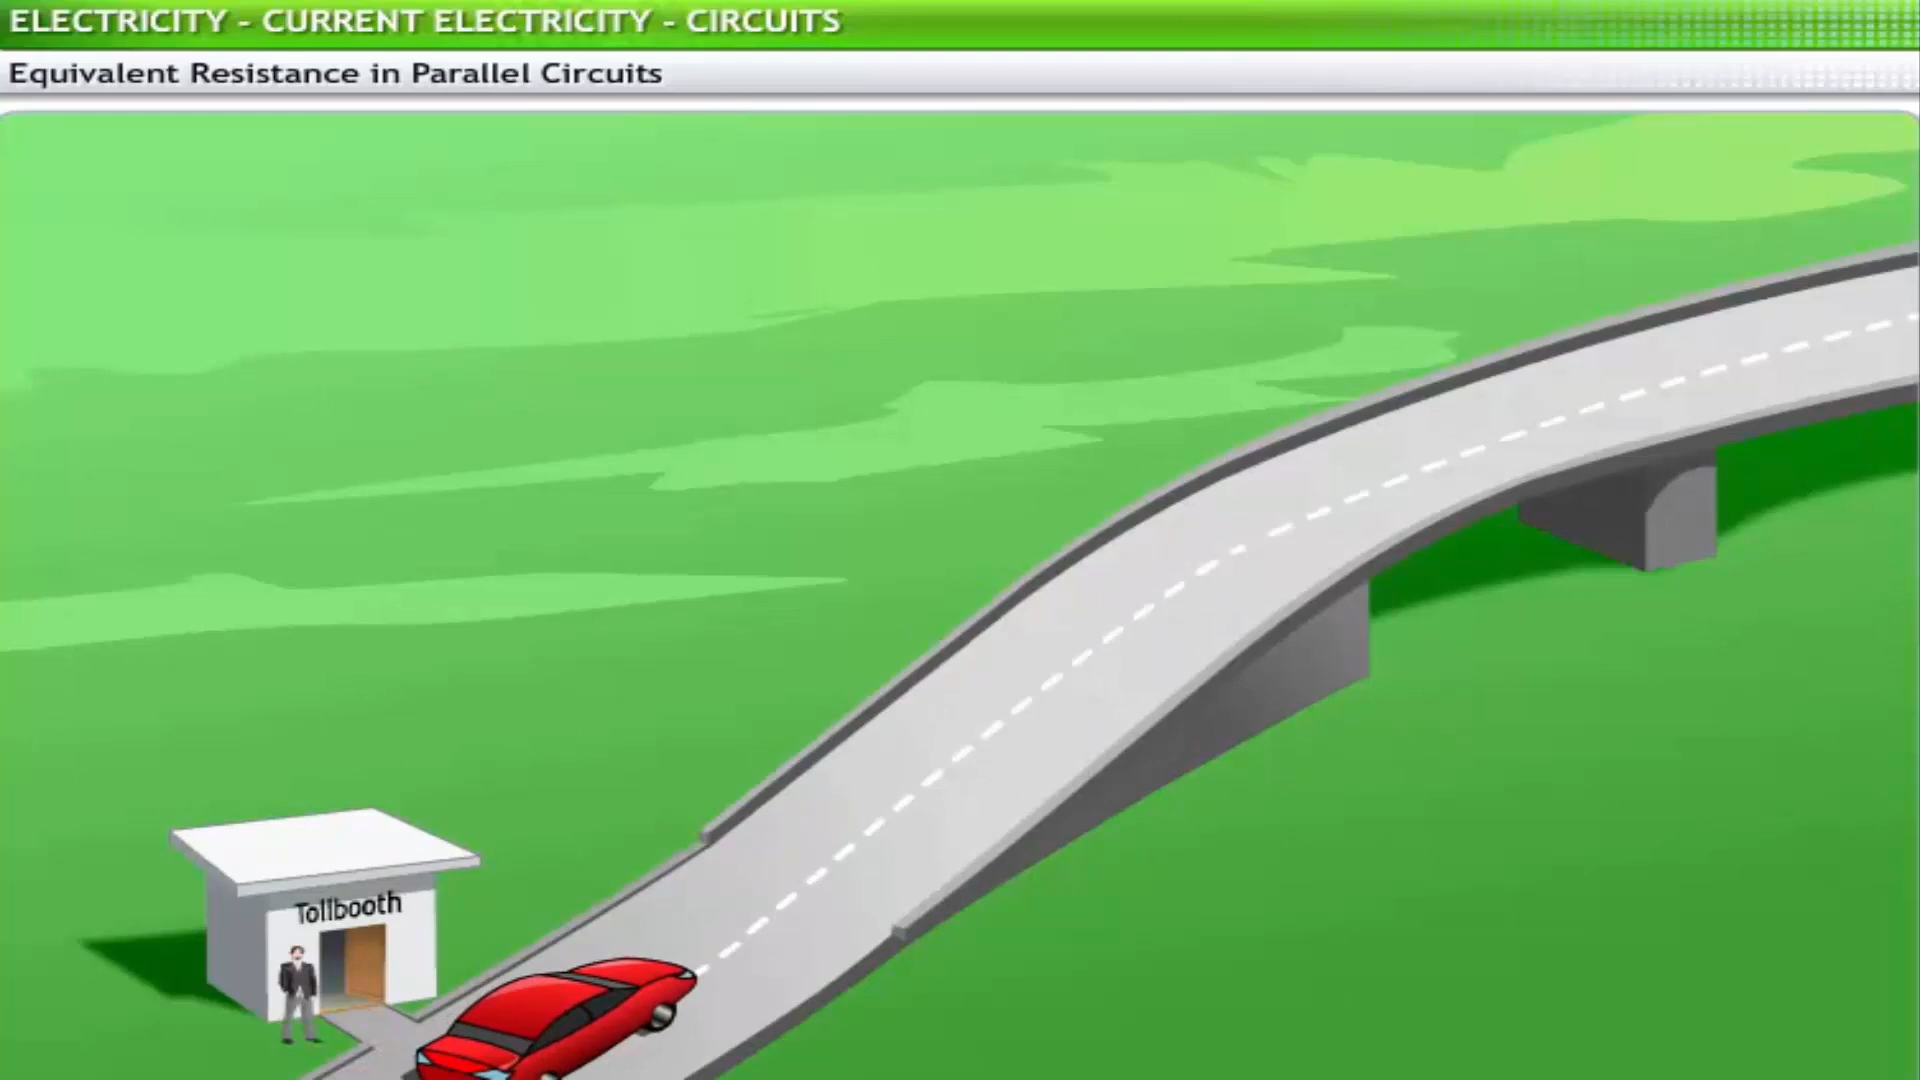 ELECTRICITY - CURRENT ELECTRICITY - CIRCUITS
Equivalent Resistance in Parallel Circuits
Tollbooth